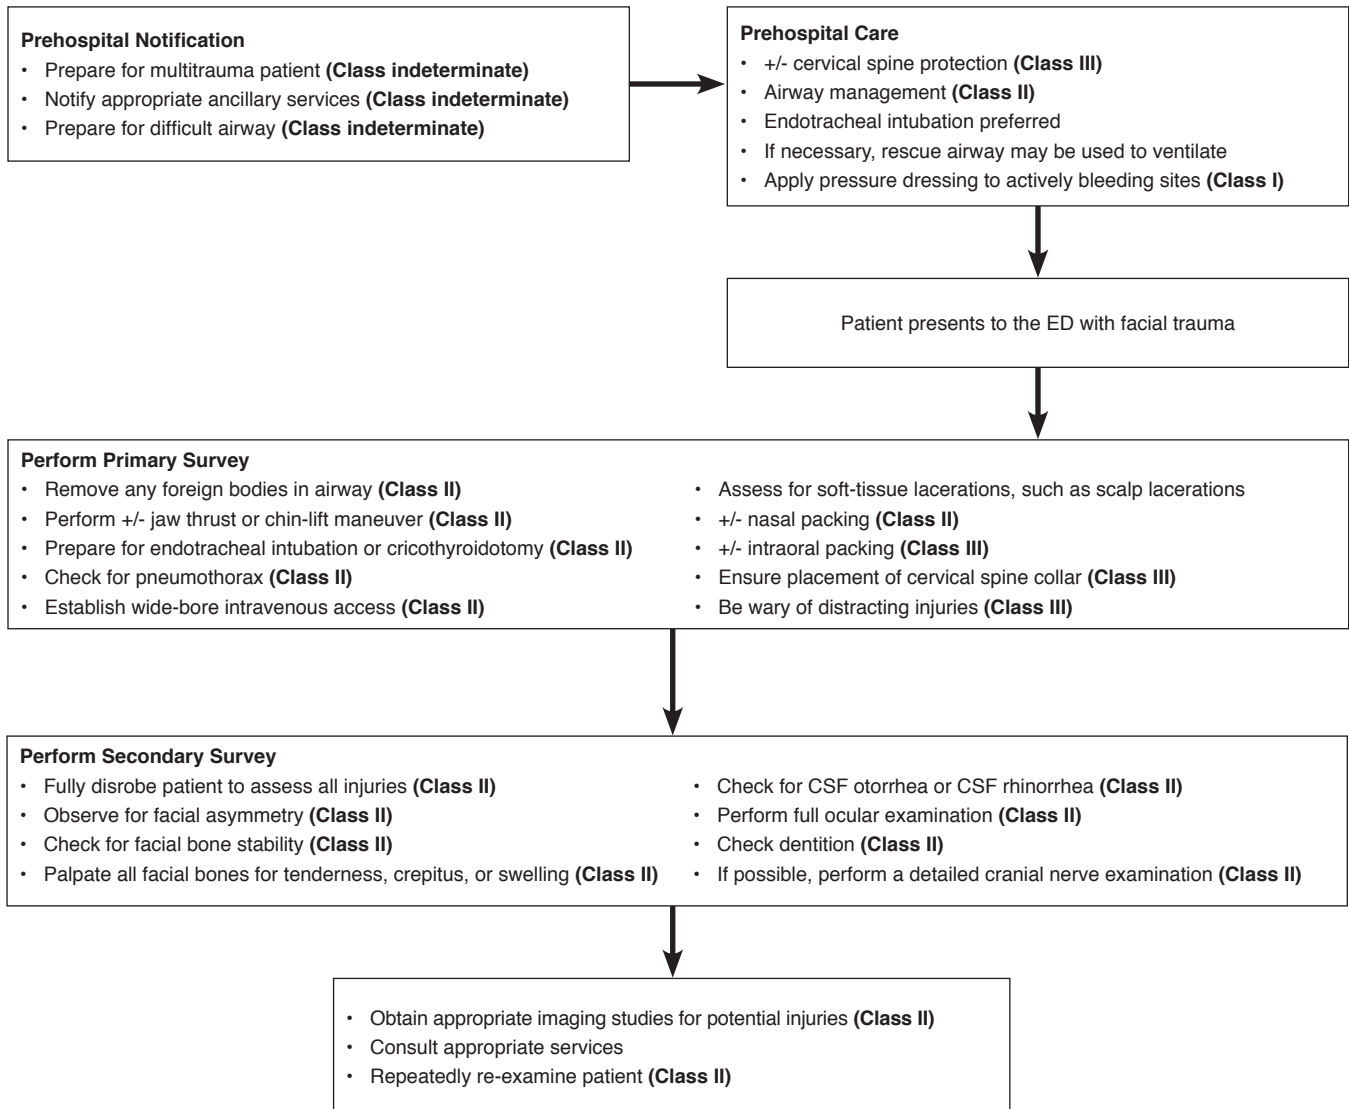 Prehospital Notification
• Prepare for multitrauma patient (Class indeterminate)
• Notify appropriate ancillary services (Class indeterminate)
• Prepare for difficult airway (Class indeterminate)
Prehospital Care
• +/- cervical spine protection (Class III)
• Airway management (Class II)
• Endotracheal intubation preferred
• If necessary, rescue airway may be used to ventilate
• Apply pressure dressing to actively bleeding sites (Class I)
Patient presents to the ED with facial trauma
Perform Primary Survey
• Remove any foreign bodies in airway (Class II)
• Perform +/- jaw thrust or chin-lift maneuver (Class II)
• Prepare for endotracheal intubation or cricothyroidotomy (Class II)
• Check for pneumothorax (Class II)
• Establish wide-bore intravenous access (Class II)
• Assess for soft-tissue lacerations, such as scalp lacerations
• +/- nasal packing (Class II)
• +/- intraoral packing (Class III)
• Ensure placement of cervical spine collar (Class III)
• Be wary of distracting injuries (Class III)
Perform Secondary Survey
• Fully disrobe patient to assess all injuries (Class II)
• Observe for facial asymmetry (Class II)
• Check for facial bone stability (Class II)
• Palpate all facial bones for tenderness, crepitus, or swelling (Class II)
• Check for CSF otorrhea or CSF rhinorrhea (Class II)
• Perform full ocular examination (Class II)
• Check dentition (Class II)
• If possible, perform a detailed cranial nerve examination (Class II)
• Obtain appropriate imaging studies for potential injuries (Class II)
• Consult appropriate services
• Repeatedly re-examine patient (Class II)